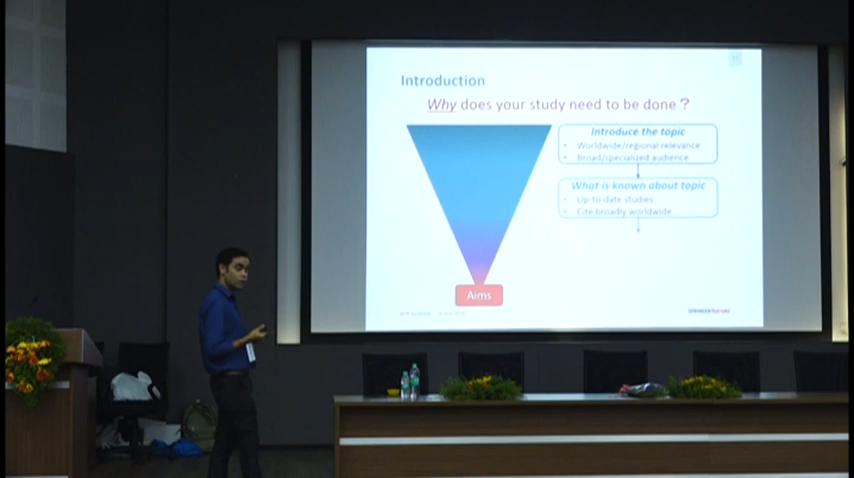 Introduction
Why does your study need to be done?
Introduce the topic
• Worldwide/regional relevance
• Broad/specialized audience
What is known about topic
• Up to date studies
• Cite broadly worldwide
Aims
SPRINGER NATURE